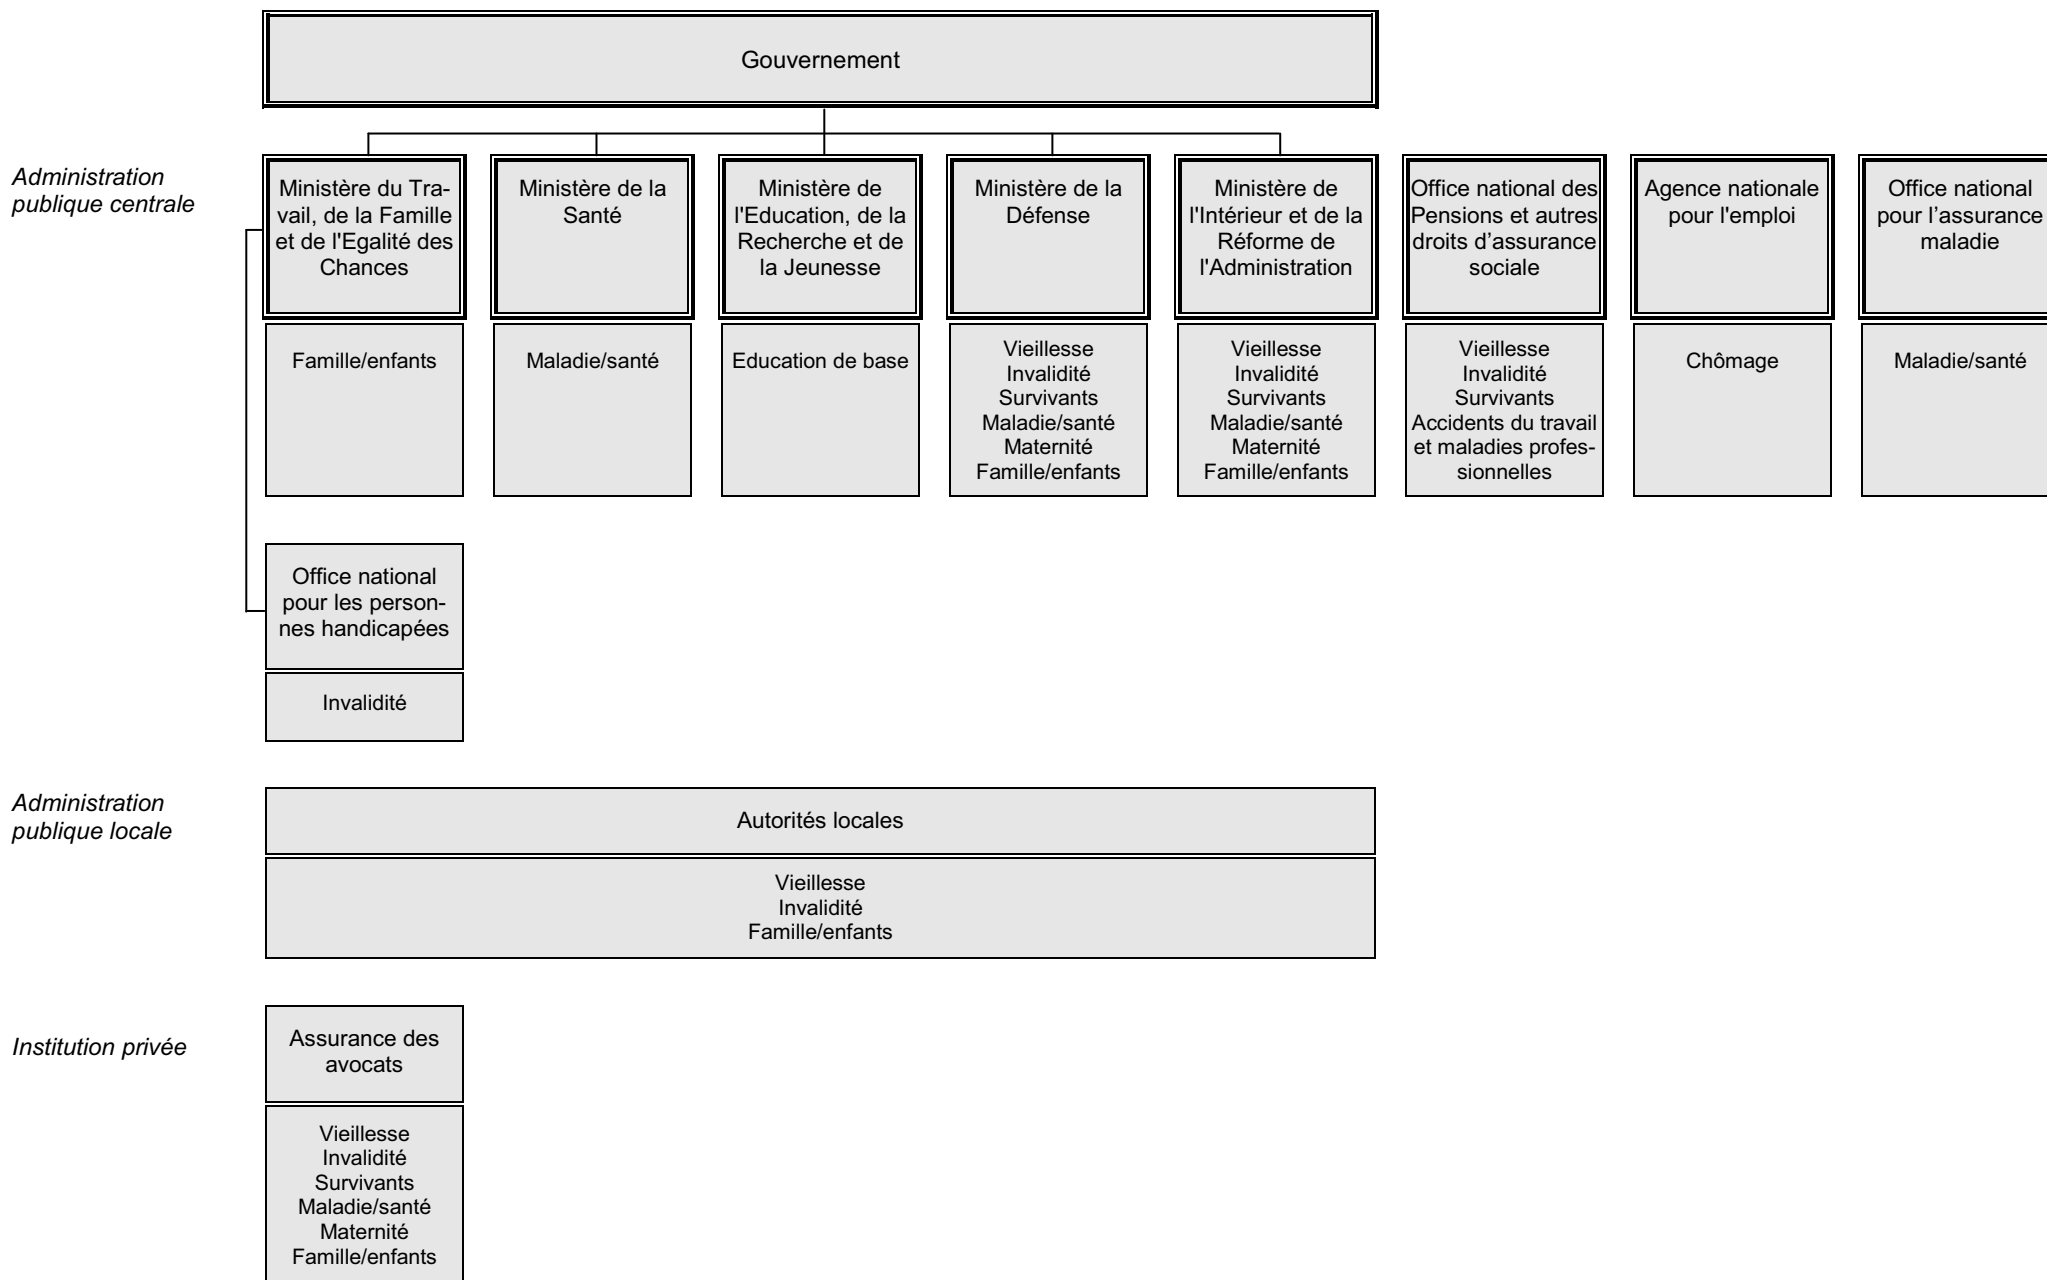 Gouvernement
Administration
publique centrale
Ministère du Tra-
vail, de la Famille
et de l'Egalité des
Chances
Ministère de la
Santé
Ministère de
l'Education, de la
Recherche et de
la Jeunesse
Ministère de la
Défense
Ministère de
l'Intérieur et de la
Réforme de
l'Administration
Office national des
Pensions et autres
droits d’assurance
sociale
Agence nationale
pour l'emploi
Office national
pour l’assurance
maladie
Famille/enfants
Maladie/santé
Education de base
Vieillesse
Invalidité
Survivants
Maladie/santé
Maternité
Famille/enfants
Vieillesse
Invalidité
Survivants
Maladie/santé
Maternité
Famille/enfants
Vieillesse
Invalidité
Survivants
Accidents du travail
et maladies profes-
sionnelles
Chômage
Maladie/santé
Office national
pour les person-
nes handicapées
Invalidité
Administration
publique locale
Autorités locales
Vieillesse
Invalidité
Famille/enfants
Institution privée
Assurance des
avocats
Vieillesse
Invalidité
Survivants
Maladie/santé
Maternité
Famille/enfants